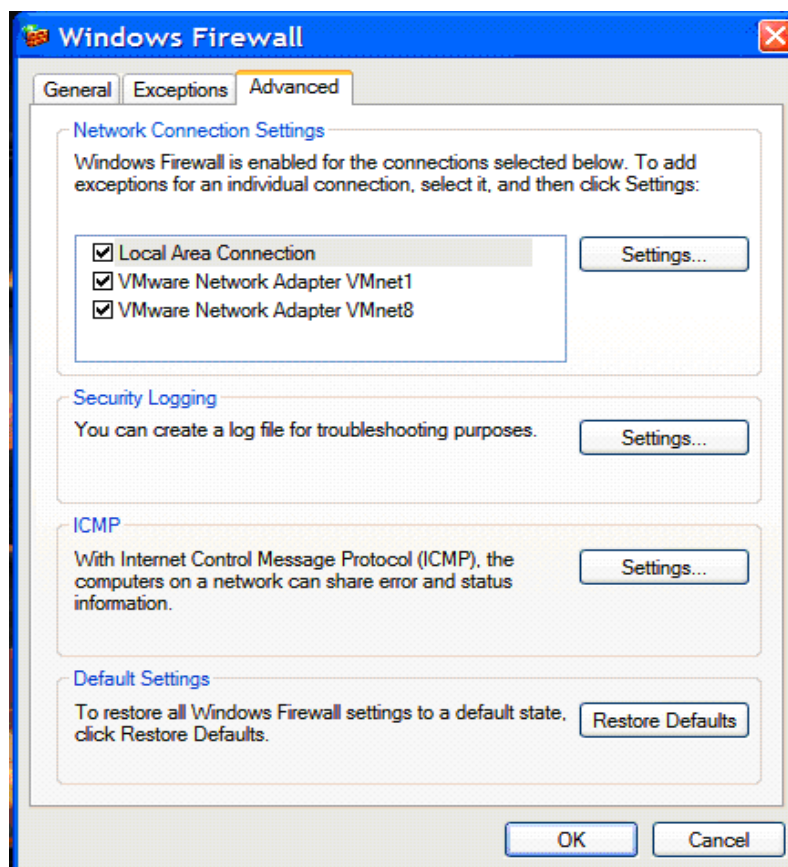 Windows Firewall
General Exceptions Advanced
Network Connection Settings
Windows Firewall is enabled for the connections selected below. To add
exceptions for an individual connection, select it, and then click Settings:
Local Area Connection
Settings...
VMware Network Adapter VMnet1
VMware Network Adapter VMnet8
Security Logging
You can create a log file for troubleshooting purposes.
Settings...
ICMP
With Internet Control Message Protocol (ICMP), the
computers on a network can share error and status
information.
Settings...
Default Settings
To restore all Windows Firewall settings to a default state,
click Restore Defaults.
Restore Defaults
OK Cancel